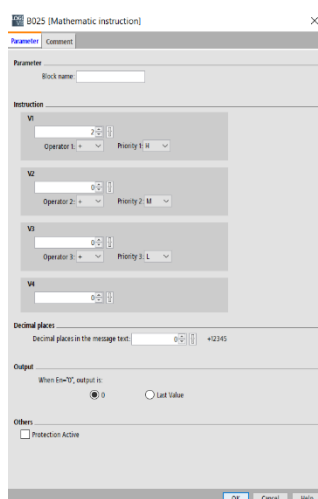 B025 [Mathematic instruction]
Parameter Comment
Parameter
Block name:
Instruction
V1
2
Operator 1: + Priority 1: H
V2
0
Operator 2: + Priority 2: M
V3
0
Operator 3: + Priority 3: L
V4
0
Decimal places
Decimal places in the message text: 0 +12345
Output
When En="0", output is:
0 Last Value
Others
Protection Active
OK Cancel Help